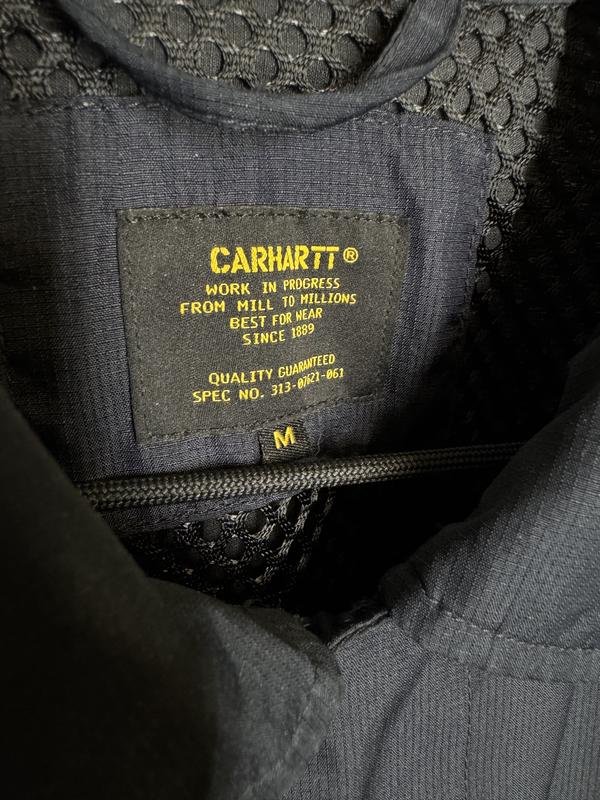 CARHARTT®
WORK IN PROGRESS
FROM MILL TO MILLIONS
BEST FOR WEAR
SINCE 1889
QUALITY GUARANTEED
SPEC NO. 313-07621-061
M